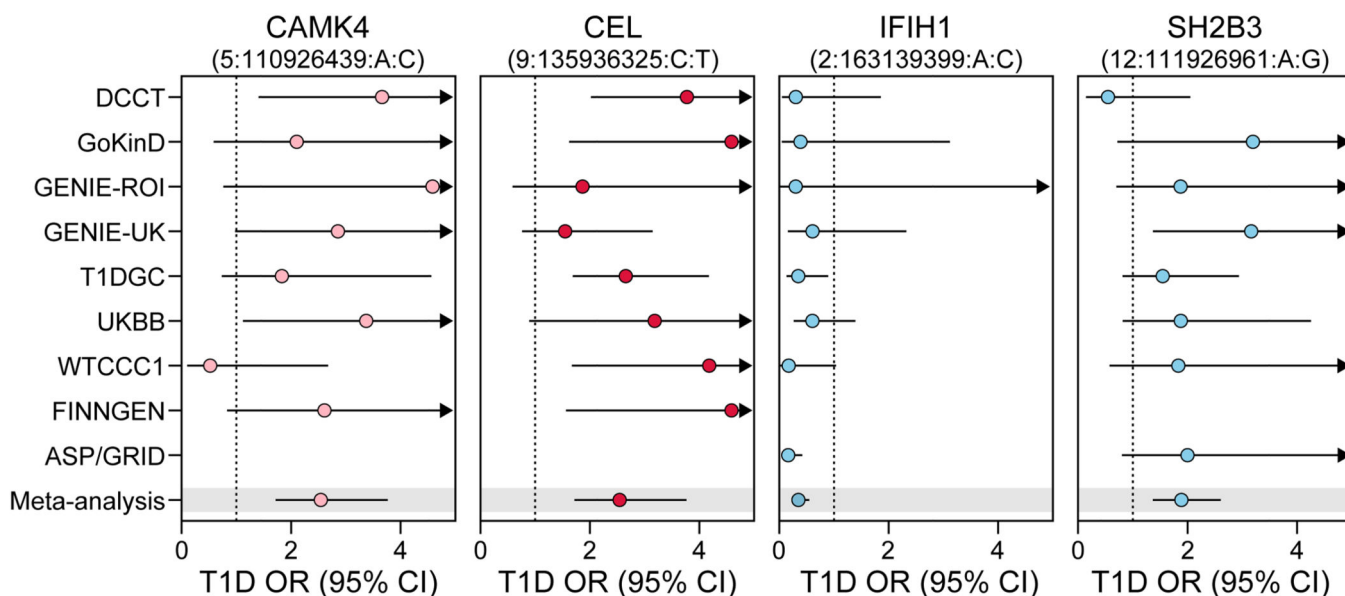 CAMK4 CEL IFIH1 SH2B3
(5:110926439:A:C) (9:135936325:C:T) (2:163139399:A:C) (12:111926961:A:G)
DCCT
GoKinD
GENIE-ROI
GENIE-UK
T1DGC
UKBB
WTCCC1
FINNGEN
ASP/GRID
Meta-analysis
0 2 4 0 2 4 0 2 4 0 2 4
T1D OR (95% CI) T1D OR (95% CI) T1D OR (95% CI) T1D OR (95% CI)